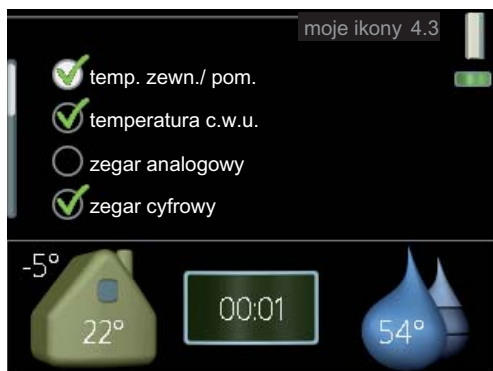 moje ikony 4.3
temp. zewn./ pom.
temperatura c.w.u.
zegar analogowy
zegar cyfrowy
-5°
22°
00:01
54°